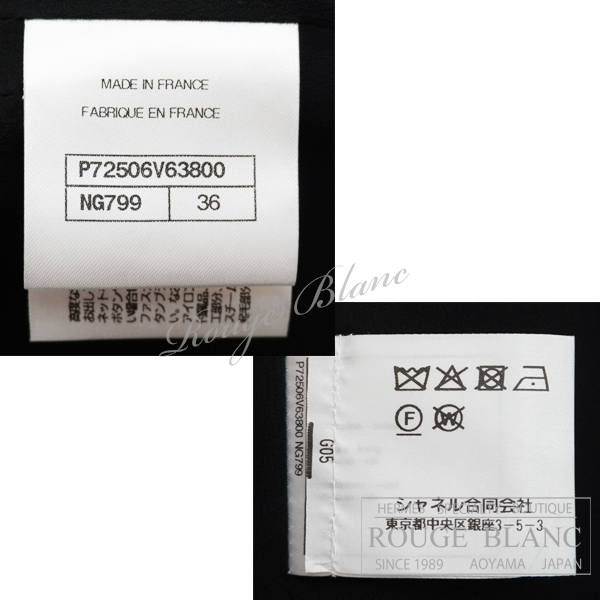 MADE IN FRANCE
FABRIQUE EN FRANCE
P72506V63800
NG799 36
Rouge Blanc
P72506V63800 NG799
G05
F
W
シャネル合同会社
東京都中央区銀座3-5-3
HERMES SPECIALTY BOUTIQUE
ROUGE BLANC
SINCE 1989 AOYAMA / JAPAN